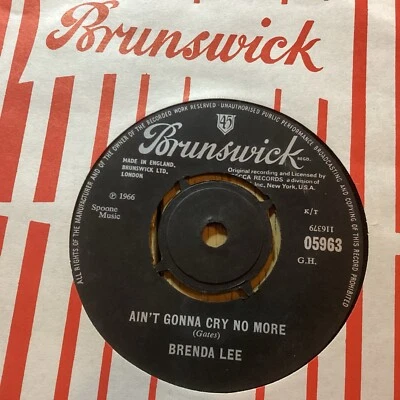 Brunswick
ALL RIGHTS OF THE MANUFACTURER AND OF THE OWNER OF THE RECORDED WORK RESERVED · UNAUTHORISED PUBLIC PERFORMANCE BROADCASTING AND COPYING OF THIS RECORD PROHIBITED
45
Brunswick
REGD.
MADE IN ENGLAND.
BRUNSWICK LTD.
LONDON
Original recording and Licensed by
RECORDS a division of
Inc., New York, U.S.A.
℗ 1966
Spoone
Music
K/T
116379
05963
G.H.
AIN'T GONNA CRY NO MORE
(Gates)
BRENDA LEE